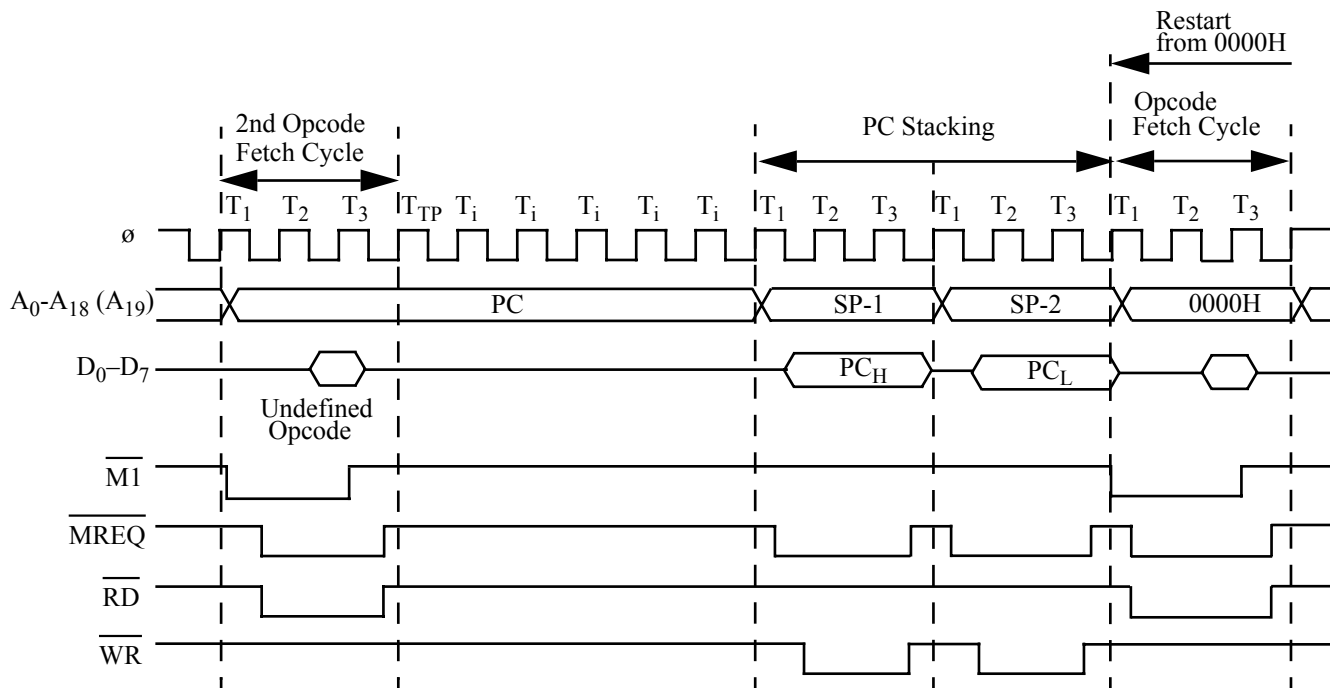 Restart
from 0000H
2nd Opcode
Fetch Cycle
PC Stacking
Opcode
Fetch Cycle
T1 T2 T3 TTP Ti Ti Ti Ti Ti T1 T2 T3 T1 T2 T3 T1 T2 T3
ø
A0-A18 (A19) PC SP-1 SP-2 0000H
D0–D7 PCH PCL
Undefined
Opcode
M1
MREQ
RD
WR